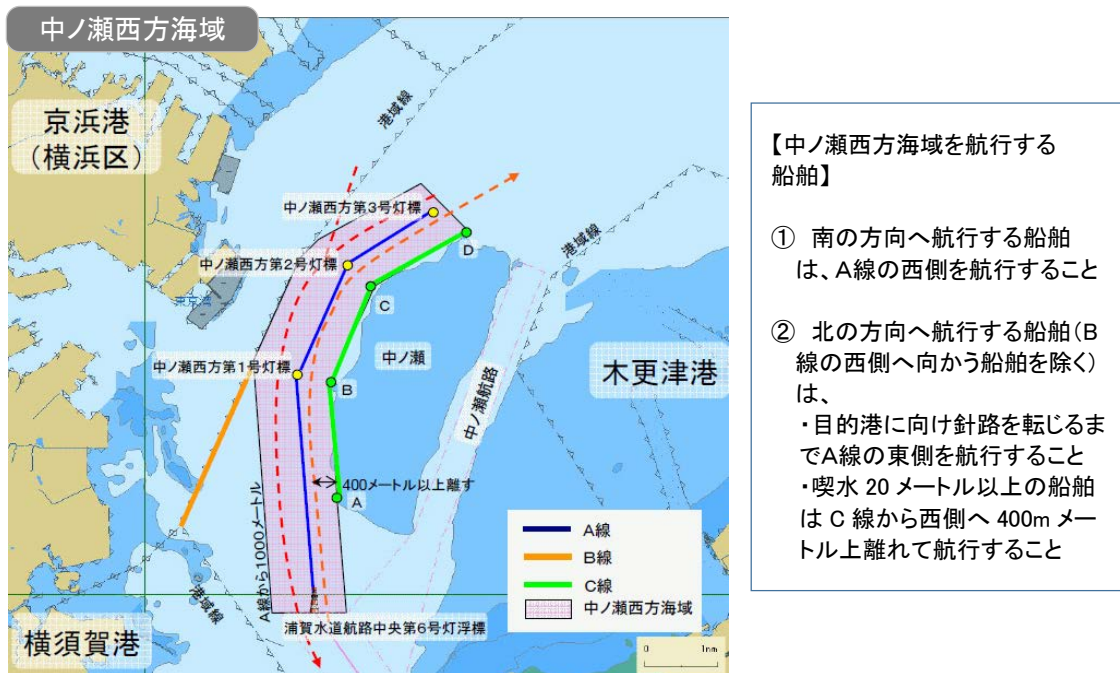 中ノ瀬西方海域
京浜港
(横浜区)
港域線
中ノ瀬西方第3号灯標
中ノ瀬西方第2号灯標
D
港域線
東京湾
C
中ノ瀬
中ノ瀬西方第1号灯標
B
木更津港
中ノ瀬航路
400メートル以上離す
A
A線から1000メートル
港域線
浦賀水道航路中央第6号灯浮標
横須賀港
A線
B線
C線
中ノ瀬西方海域
0 1nm
【中ノ瀬西方海域を航行する
船舶】
① 南の方向へ航行する船舶
は、A線の西側を航行すること
② 北の方向へ航行する船舶(B
線の西側へ向かう船舶を除く)
は、
・目的港に向け針路を転じるま
でA線の東側を航行すること
・喫水 20 メートル以上の船舶
は C 線から西側へ 400m メー
トル上離れて航行すること